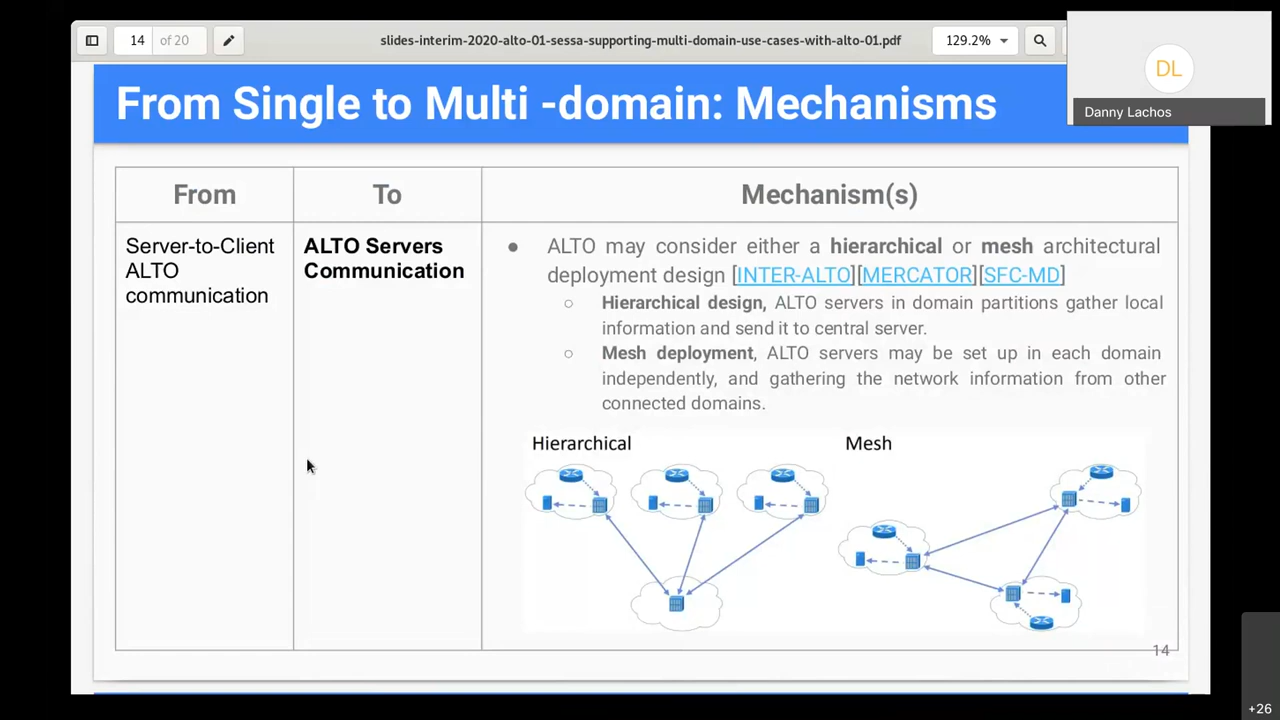 14 of 20
slides-interim-2020-alto-01-sessa-supporting-multi-domain-use-cases-with-alto-01.pdf
129.2%
DL
Danny Lachos
From Single to Multi -domain: Mechanisms
From
To
Mechanism(s)
Server-to-Client
ALTO
communication
ALTO Servers
Communication
● ALTO may consider either a hierarchical or mesh architectural
deployment design [INTER-ALTO][MERCATOR][SFC-MD]
○ Hierarchical design, ALTO servers in domain partitions gather local
information and send it to central server.
○ Mesh deployment, ALTO servers may be set up in each domain
independently, and gathering the network information from other
connected domains.
Hierarchical
Mesh
14
+26